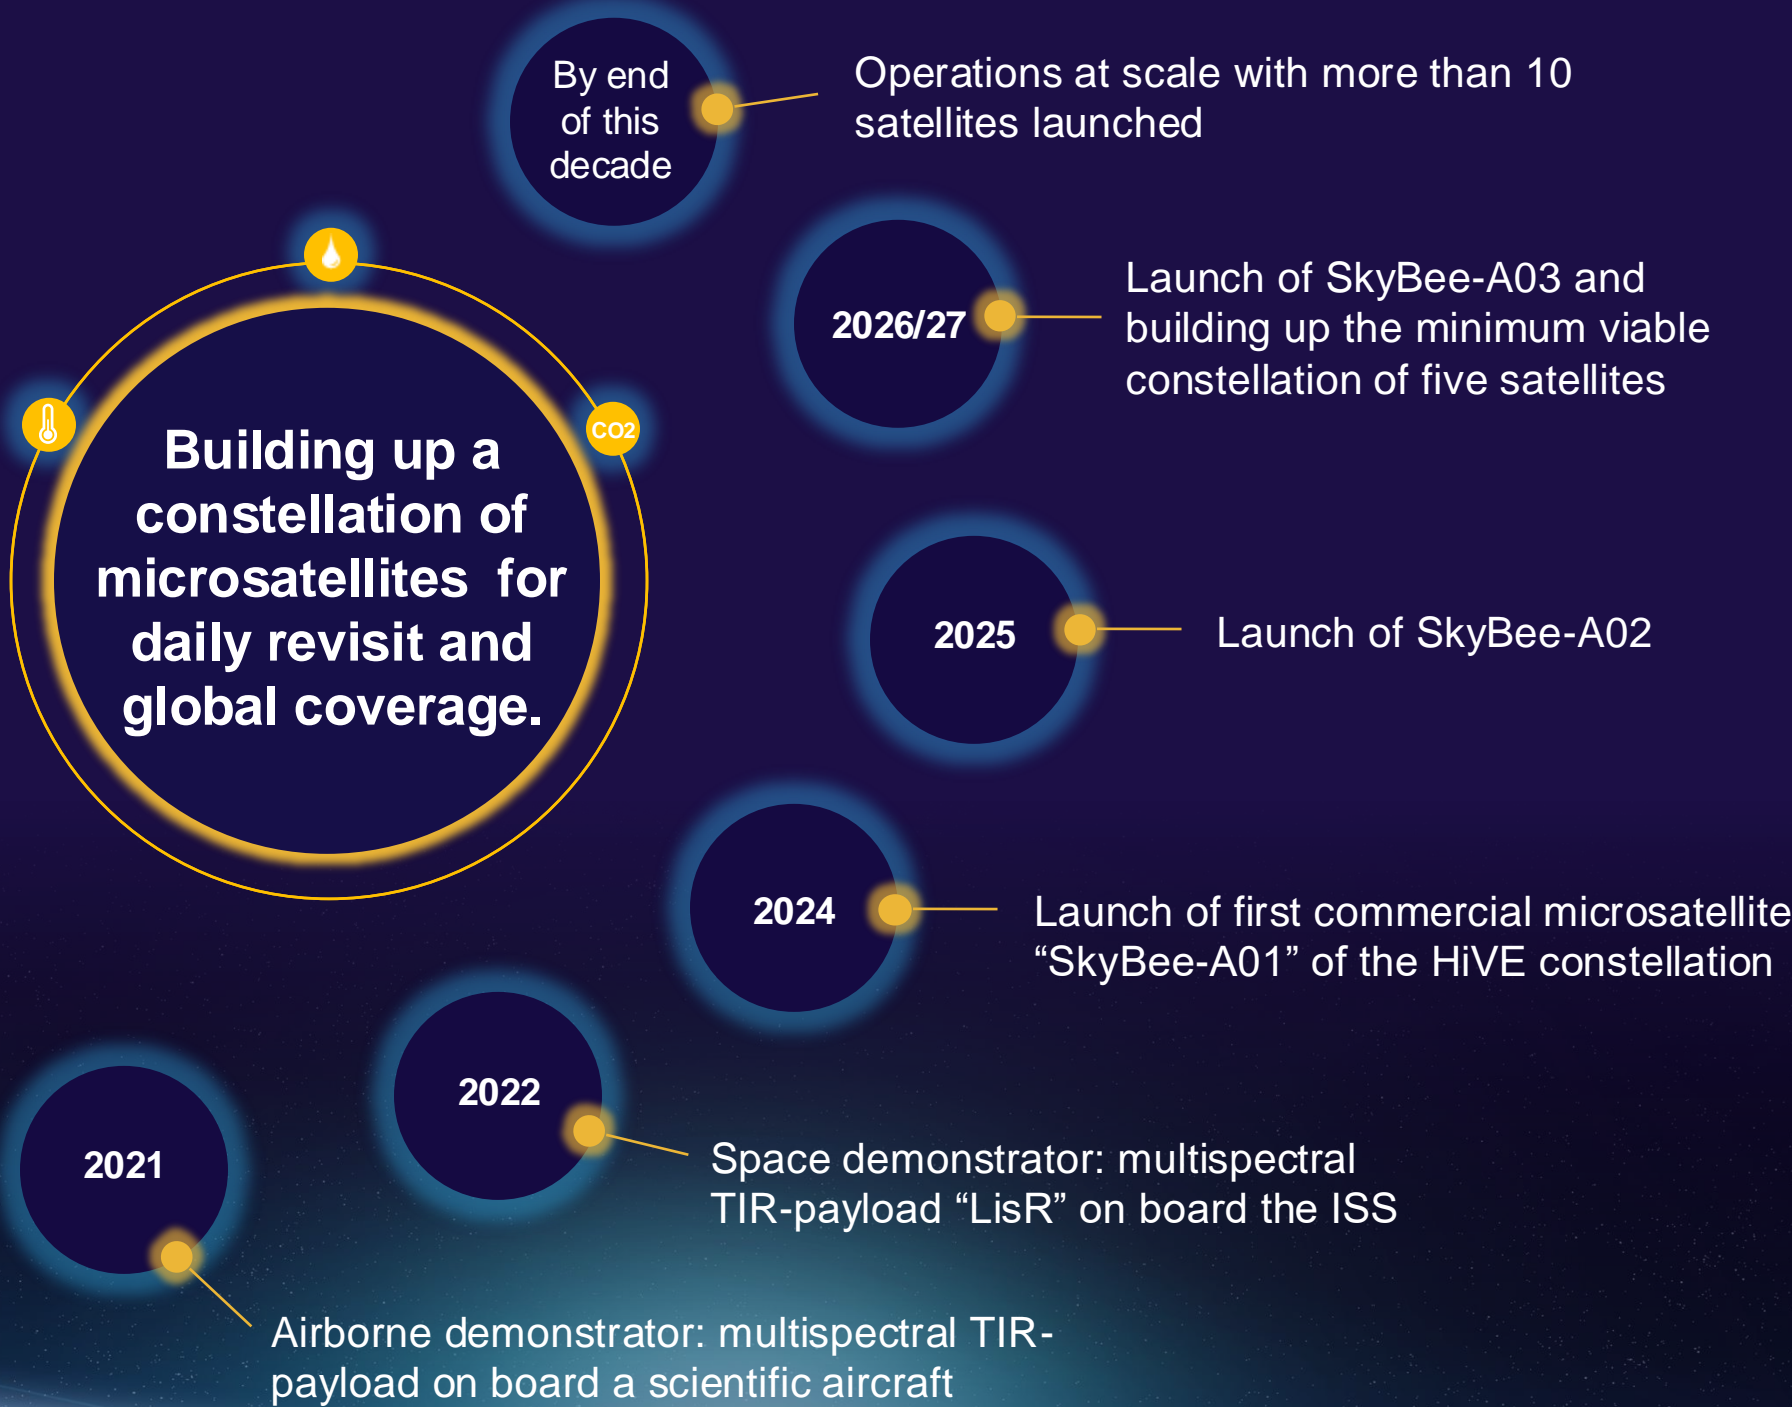 By end
of this
decade
Operations at scale with more than 10
satellites launched
2026/27
Launch of SkyBee-A03 and
building up the minimum viable
constellation of five satellites
CO2
Building up a
constellation of
microsatellites  for
daily revisit and
global coverage.
2025
Launch of SkyBee-A02
2024
Launch of first commercial microsatellite
“SkyBee-A01” of the HiVE constellation
2022
Space demonstrator: multispectral
TIR-payload “LisR” on board the ISS
2021
Airborne demonstrator: multispectral TIR-
payload on board a scientific aircraft